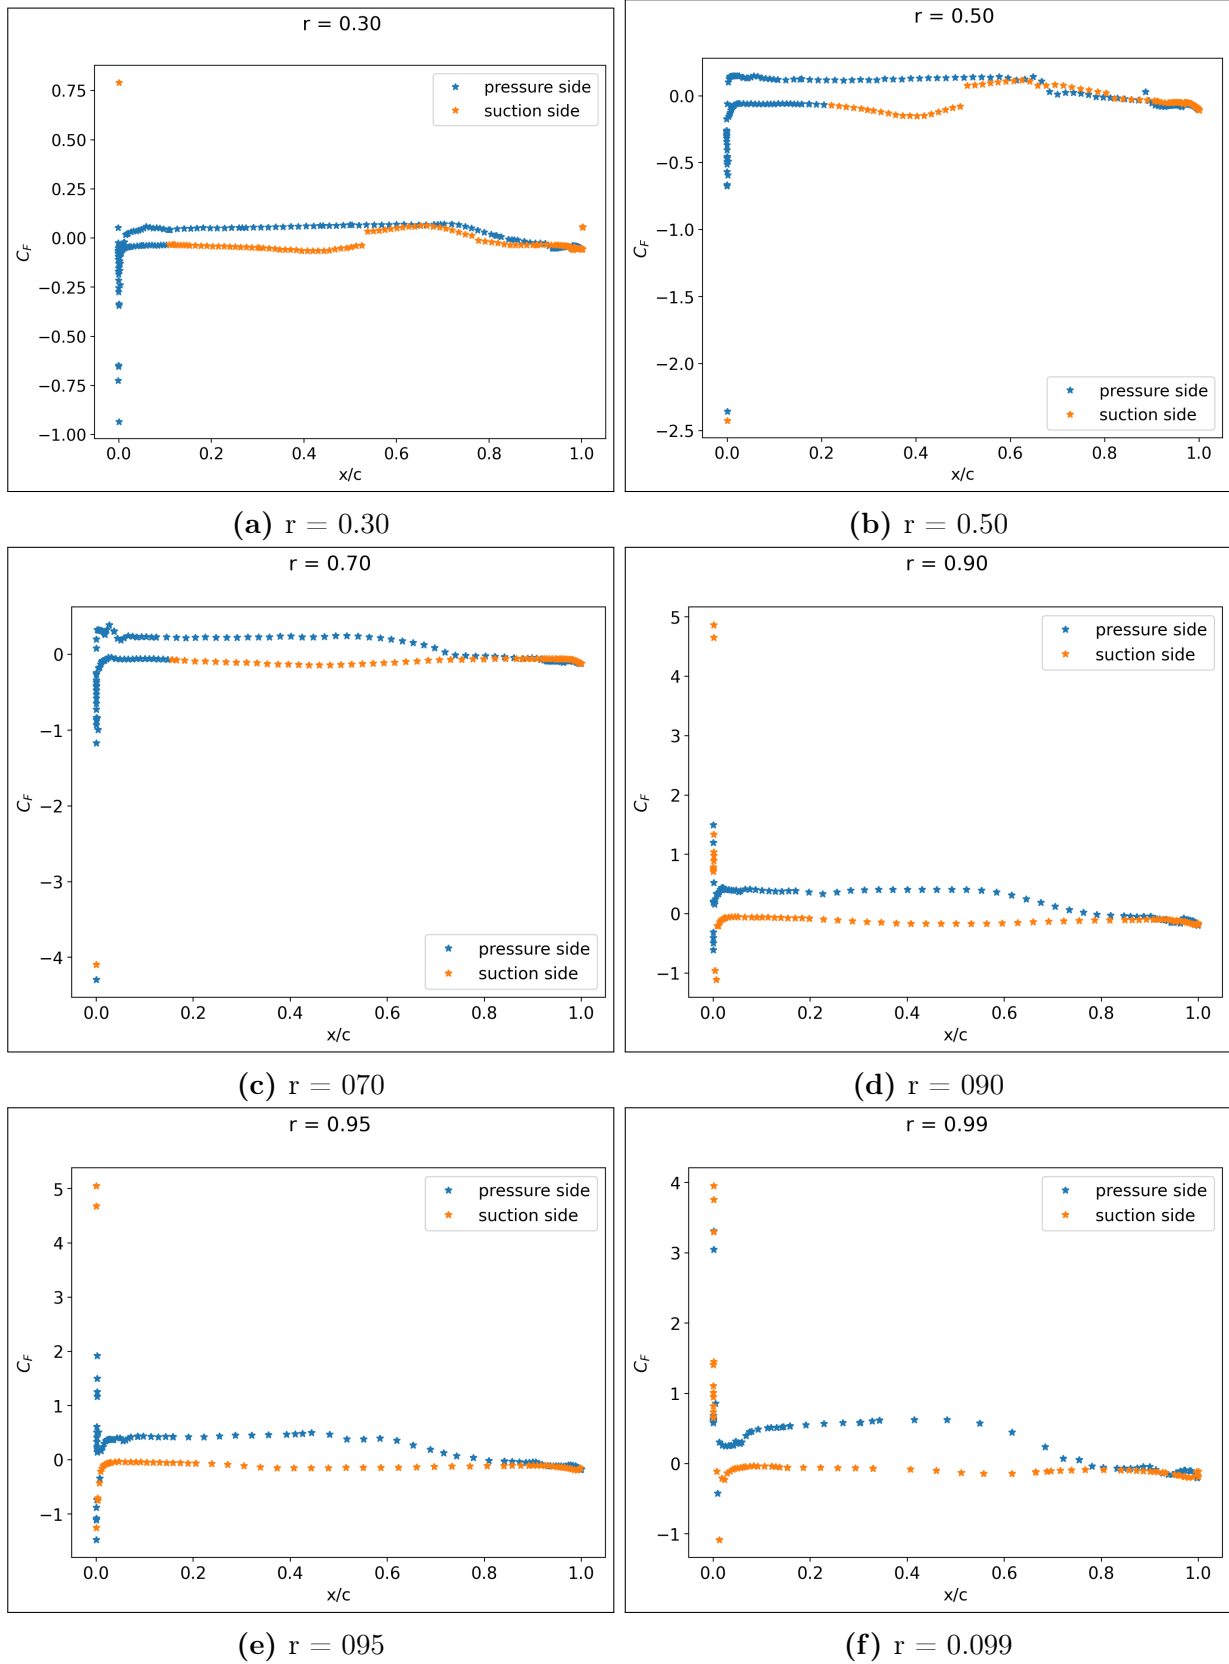 r = 0.30
0.75
0.50
0.25
0.00
−0.25
−0.50
−0.75
−1.00
C_F
0.0 0.2 0.4 0.6 0.8 1.0
x/c
pressure side
suction side
(a) r = 0.30
r = 0.50
0.0
−0.5
−1.0
−1.5
−2.0
−2.5
C_F
0.0 0.2 0.4 0.6 0.8 1.0
x/c
pressure side
suction side
(b) r = 0.50
r = 0.70
0
−1
−2
−3
−4
C_F
0.0 0.2 0.4 0.6 0.8 1.0
x/c
pressure side
suction side
(c) r = 070
r = 0.90
5
4
3
2
1
0
−1
C_F
0.0 0.2 0.4 0.6 0.8 1.0
x/c
pressure side
suction side
(d) r = 090
r = 0.95
5
4
3
2
1
0
−1
C_F
0.0 0.2 0.4 0.6 0.8 1.0
x/c
pressure side
suction side
(e) r = 095
r = 0.99
4
3
2
1
0
−1
C_F
0.0 0.2 0.4 0.6 0.8 1.0
x/c
pressure side
suction side
(f) r = 0.099